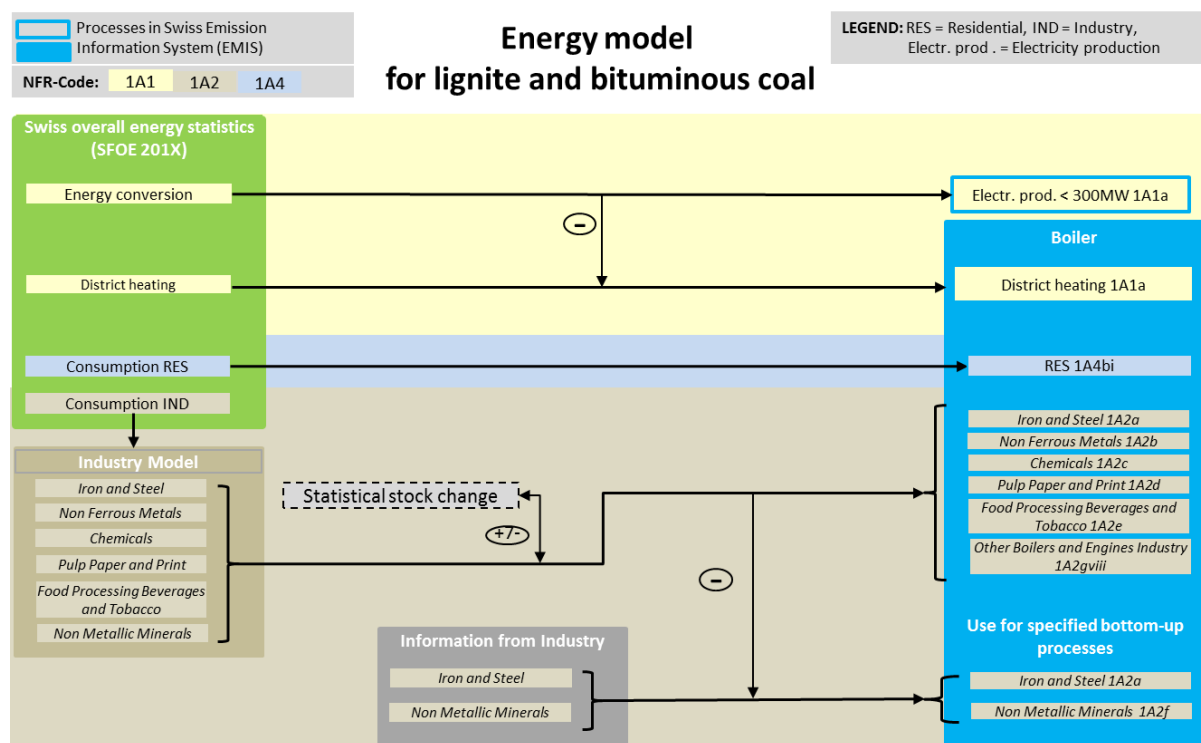 Processes in Swiss Emission
Information System (EMIS)
NFR-Code: 1A1 1A2 1A4
Energy model
for lignite and bituminous coal
LEGEND: RES = Residential, IND = Industry,
Electr. prod . = Electricity production
Swiss overall energy statistics
(SFOE 201X)
Energy conversion
Electr. prod. < 300MW 1A1a
−
Boiler
District heating
District heating 1A1a
Consumption RES
RES 1A4bi
Consumption IND
Industry Model
Iron and Steel
Non Ferrous Metals
Chemicals
Pulp Paper and Print
Food Processing Beverages
and Tobacco
Non Metallic Minerals
Statistical stock change
+7-
−
Iron and Steel 1A2a
Non Ferrous Metals 1A2b
Chemicals 1A2c
Pulp Paper and Print 1A2d
Food Processing Beverages and
Tobacco 1A2e
Other Boilers and Engines Industry
1A2gviii
Information from Industry
Iron and Steel
Non Metallic Minerals
Use for specified bottom-up
processes
Iron and Steel 1A2a
Non Metallic Minerals 1A2f